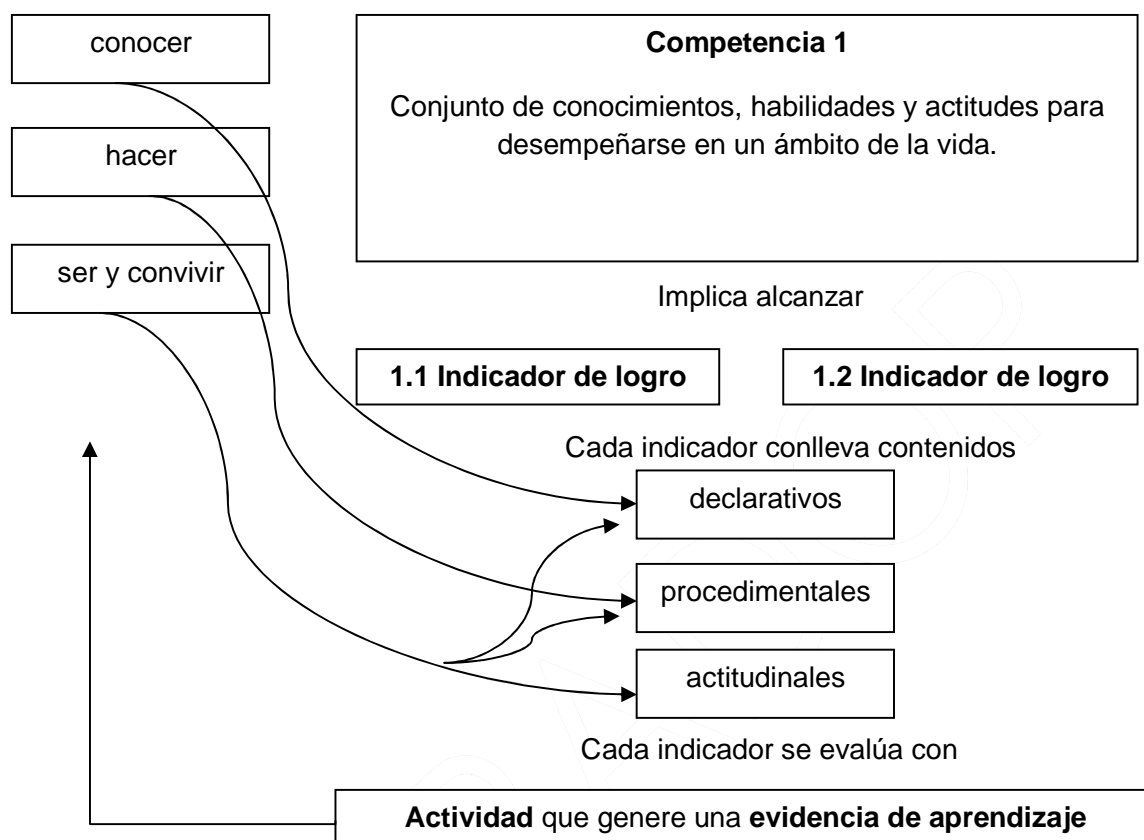 conocer
hacer
ser y convivir
Competencia 1
Conjunto de conocimientos, habilidades y actitudes para
desempeñarse en un ámbito de la vida.
Implica alcanzar
1.1 Indicador de logro
1.2 Indicador de logro
Cada indicador conlleva contenidos
declarativos
procedimentales
actitudinales
Cada indicador se evalúa con
Actividad que genere una evidencia de aprendizaje